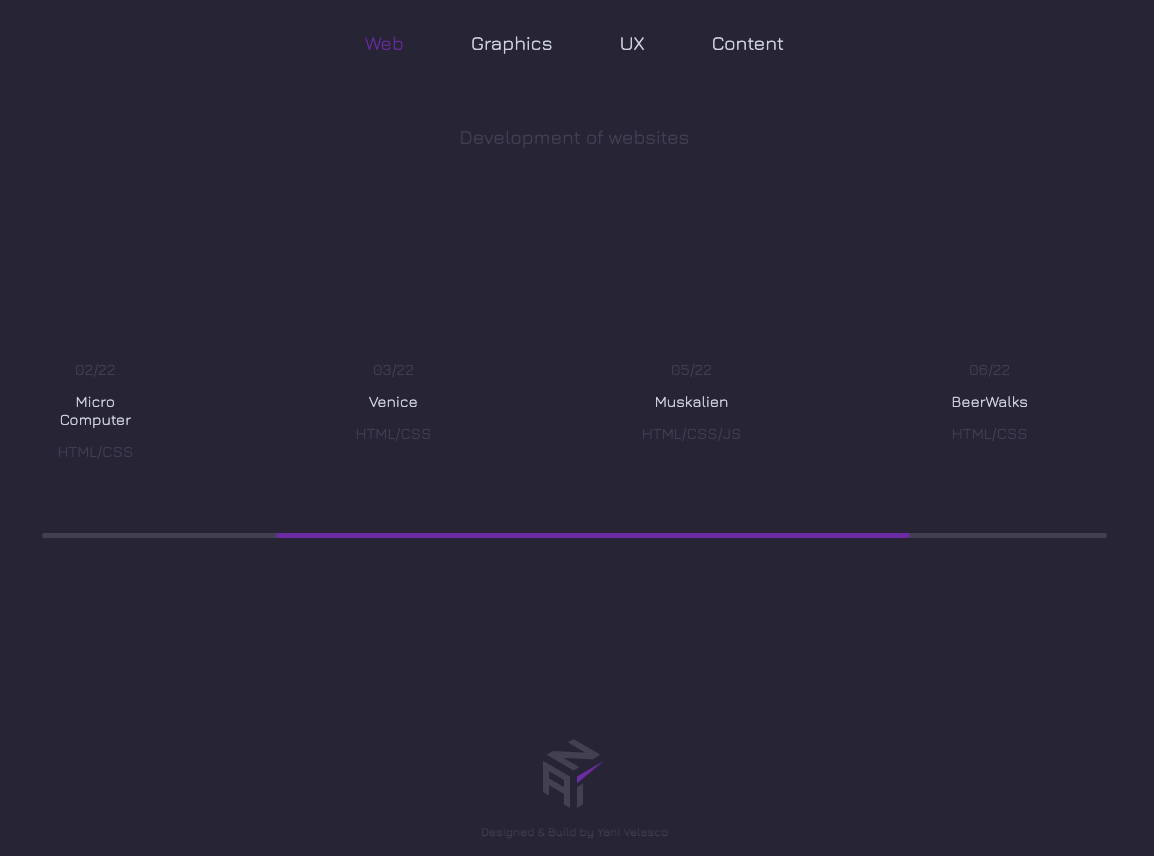 Web Graphics UX Content
Development of websites
02/22 03/22 05/22 06/22
Micro Computer Venice Muskalien BeerWalks
HTML/CSS HTML/CSS HTML/CSS/JS HTML/CSS
Designed & Build by Yani Velasco